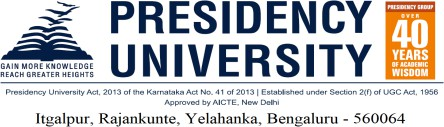 PRESIDENCY
UNIVERSITY
GAIN MORE KNOWLEDGE
REACH GREATER HEIGHTS
PRESIDENCY GROUP
OVER
40
YEARS
OF ACADEMIC
WISDOM
Presidency University Act, 2013 of the Karnataka Act No. 41 of 2013 | Established under Section 2(f) of UGC Act, 1956
Approved by AICTE, New Delhi
Itgalpur, Rajankunte, Yelahanka, Bengaluru - 560064